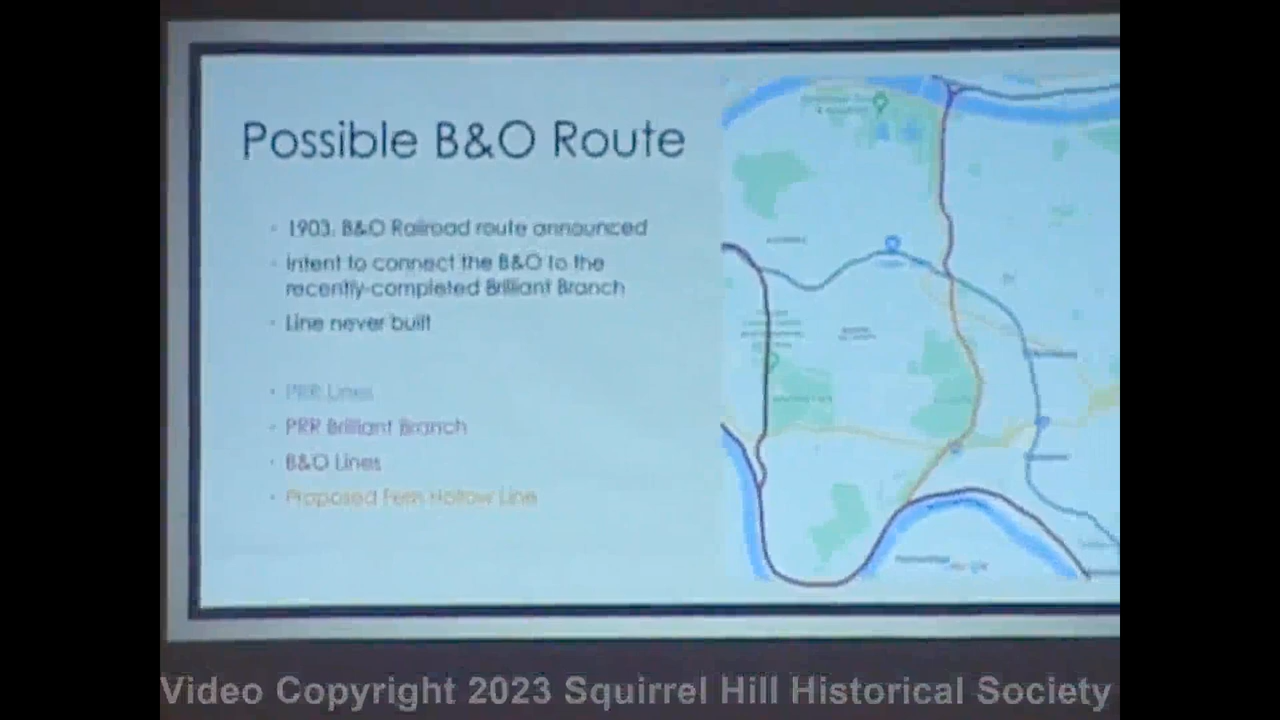 Possible B&O Route
• 1903, B&O Railroad route announced
• Intent to connect the B&O to the
recently-completed Brilliant Branch
• Line never built
• PRR Lines
• PRR Brilliant Branch
• B&O Lines
• Proposed Fern Hollow Line
Video Copyright 2023 Squirrel Hill Historical Society